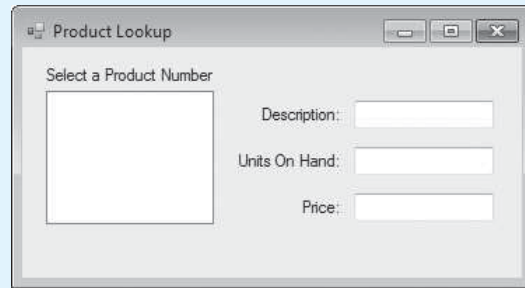 Product Lookup
Select a Product Number
Description:
Units On Hand:
Price: